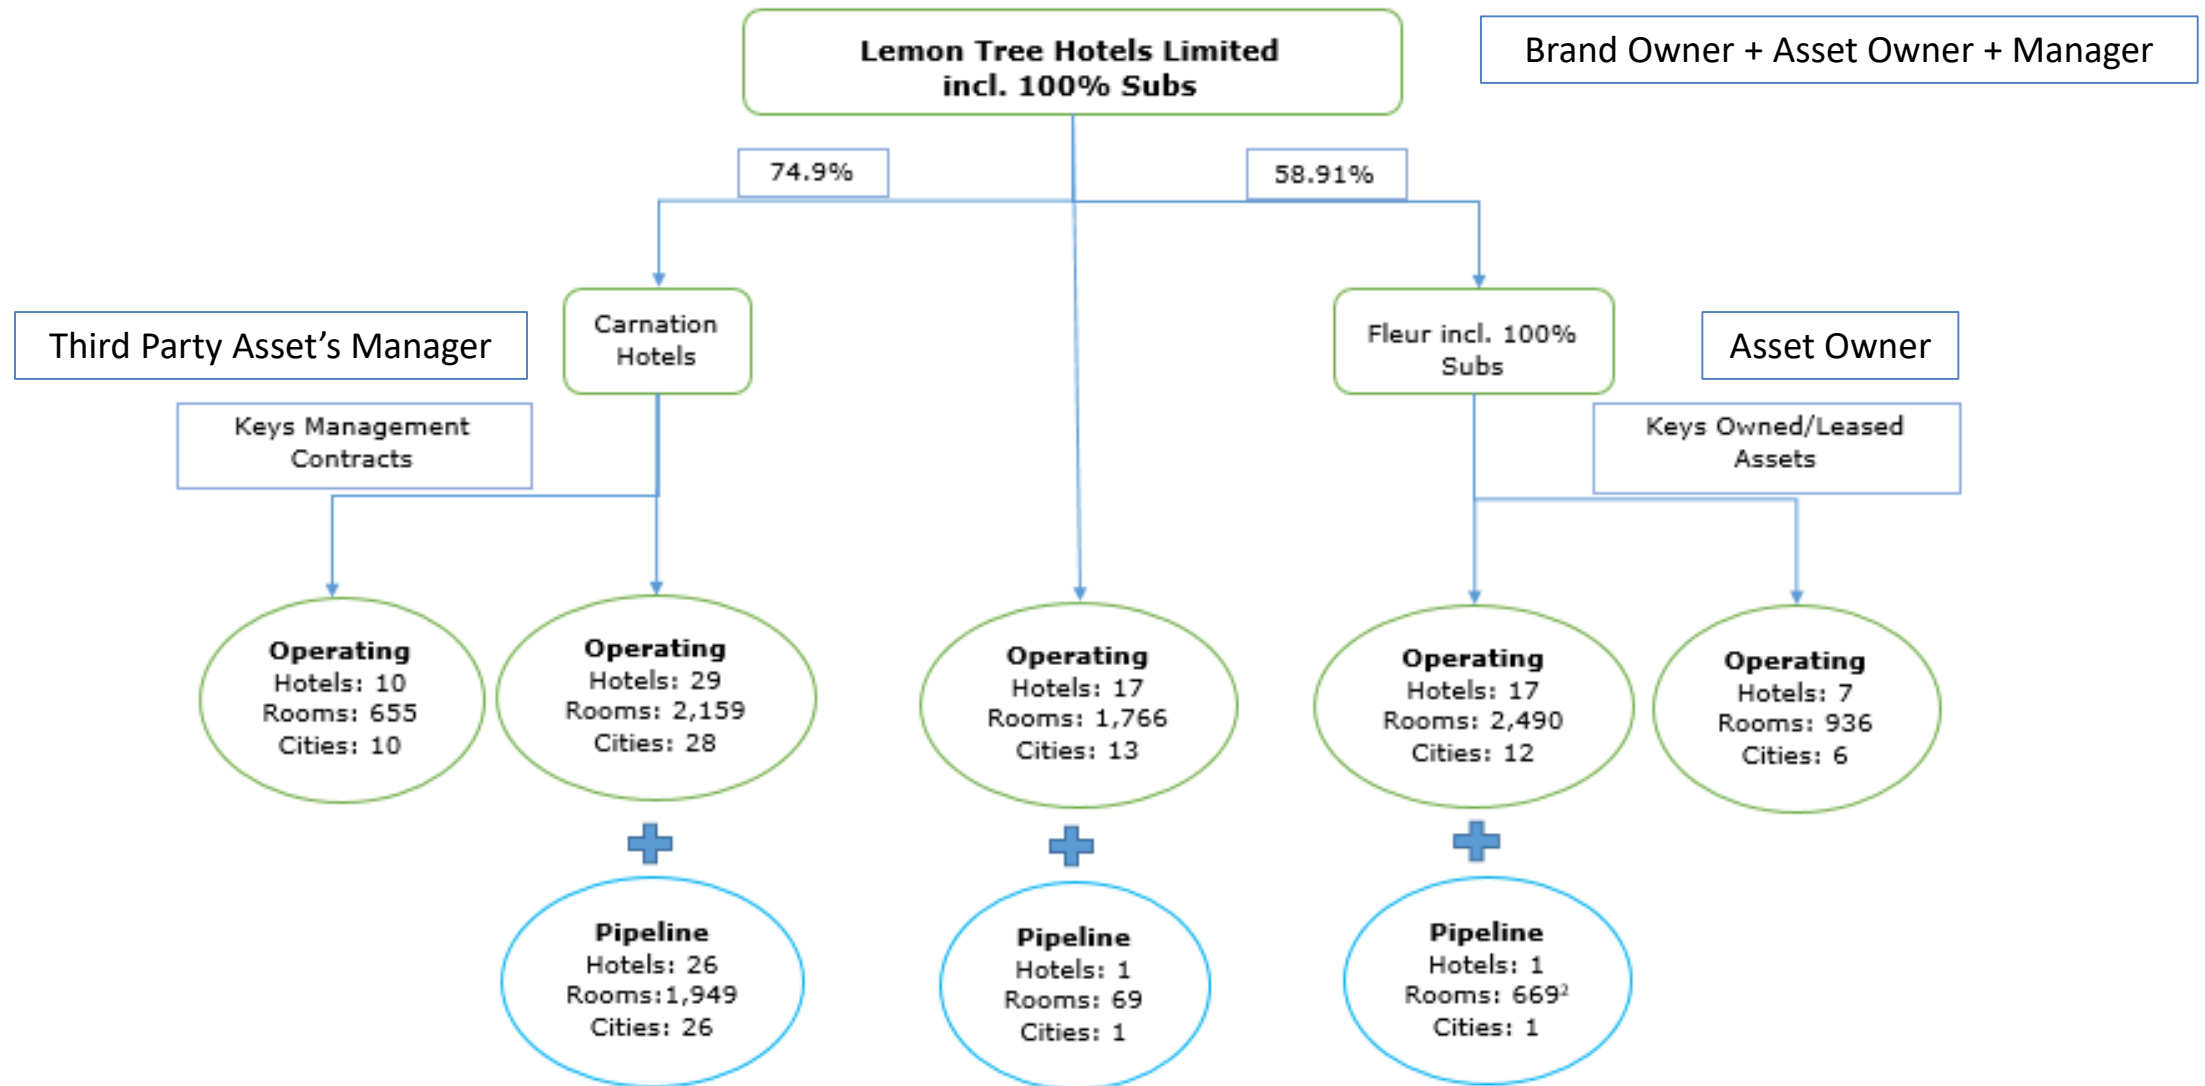 Lemon Tree Hotels Limited
incl. 100% Subs
Brand Owner + Asset Owner + Manager
74.9%
58.91%
Carnation
Hotels
Fleur incl. 100%
Subs
Third Party Asset’s Manager
Asset Owner
Keys Management
Contracts
Keys Owned/Leased
Assets
Operating
Hotels: 10
Rooms: 655
Cities: 10
Operating
Hotels: 29
Rooms: 2,159
Cities: 28
Operating
Hotels: 17
Rooms: 1,766
Cities: 13
Operating
Hotels: 17
Rooms: 2,490
Cities: 12
Operating
Hotels: 7
Rooms: 936
Cities: 6
Pipeline
Hotels: 26
Rooms:1,949
Cities: 26
Pipeline
Hotels: 1
Rooms: 69
Cities: 1
Pipeline
Hotels: 1
Rooms: 669²
Cities: 1